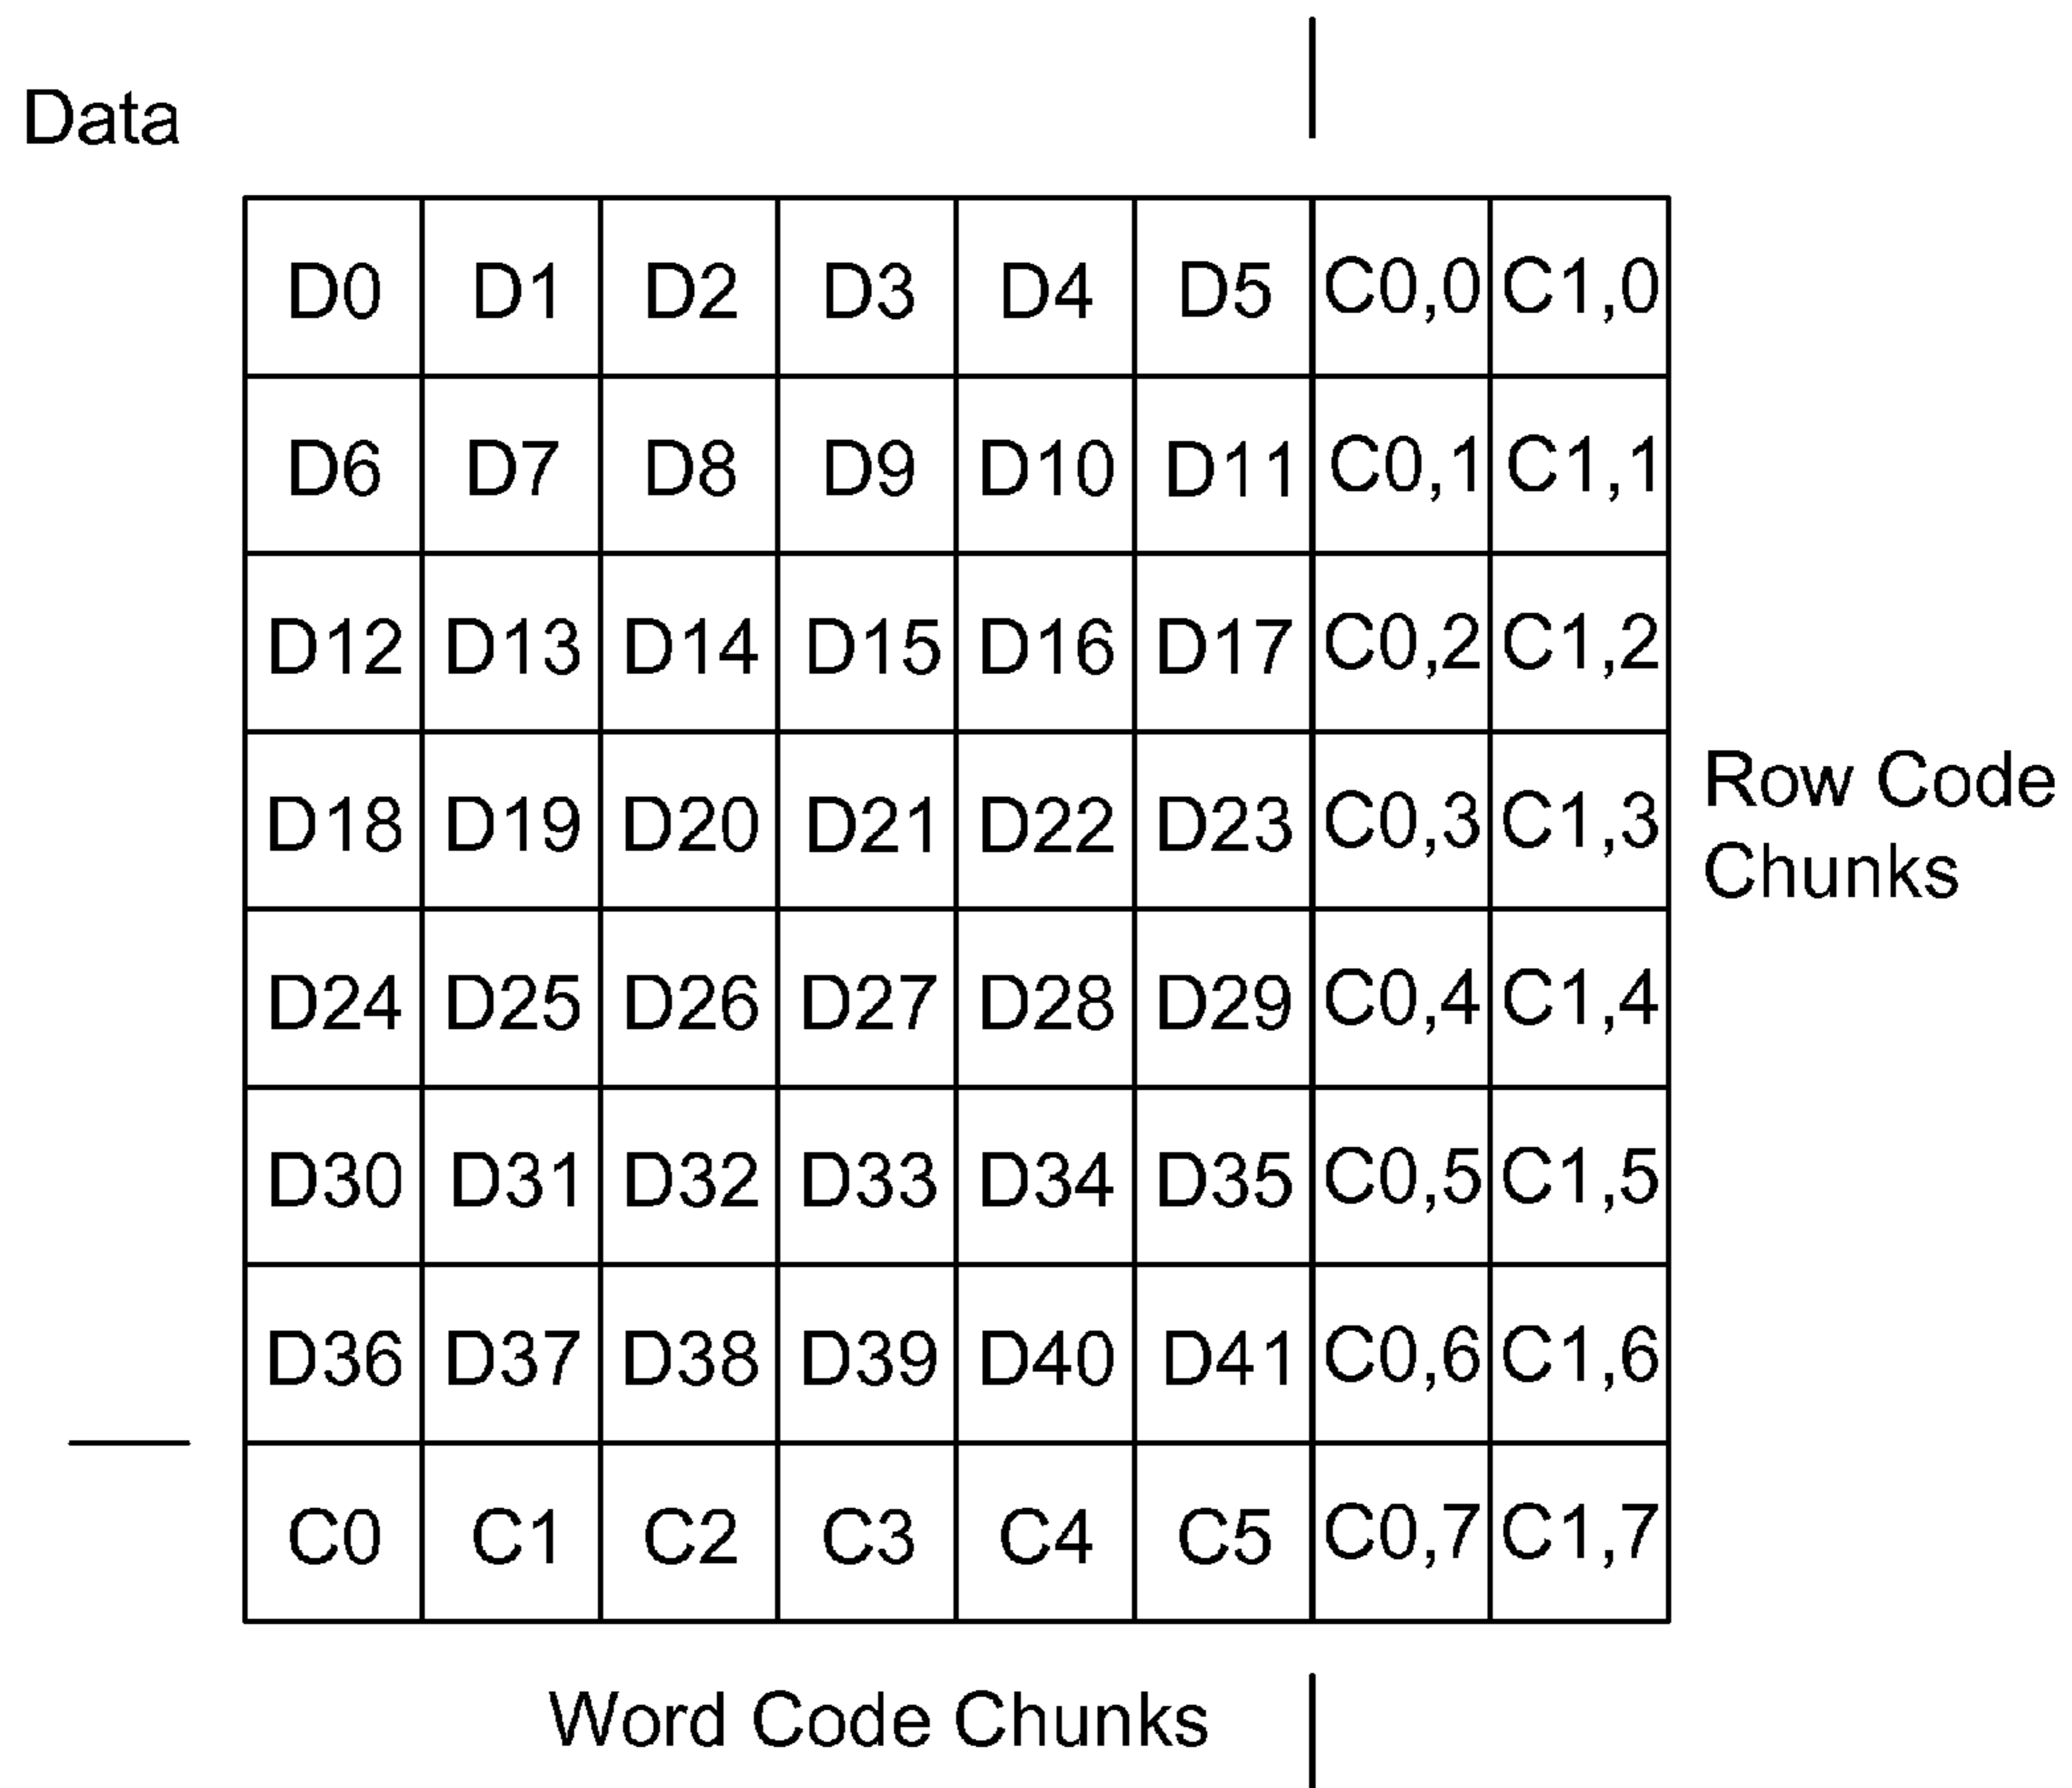 Data
D0 D1 D2 D3 D4 D5 C0,0 C1,0
D6 D7 D8 D9 D10 D11 C0,1 C1,1
D12 D13 D14 D15 D16 D17 C0,2 C1,2
D18 D19 D20 D21 D22 D23 C0,3 C1,3
Row Code
Chunks
D24 D25 D26 D27 D28 D29 C0,4 C1,4
D30 D31 D32 D33 D34 D35 C0,5 C1,5
D36 D37 D38 D39 D40 D41 C0,6 C1,6
C0 C1 C2 C3 C4 C5 C0,7 C1,7
Word Code Chunks